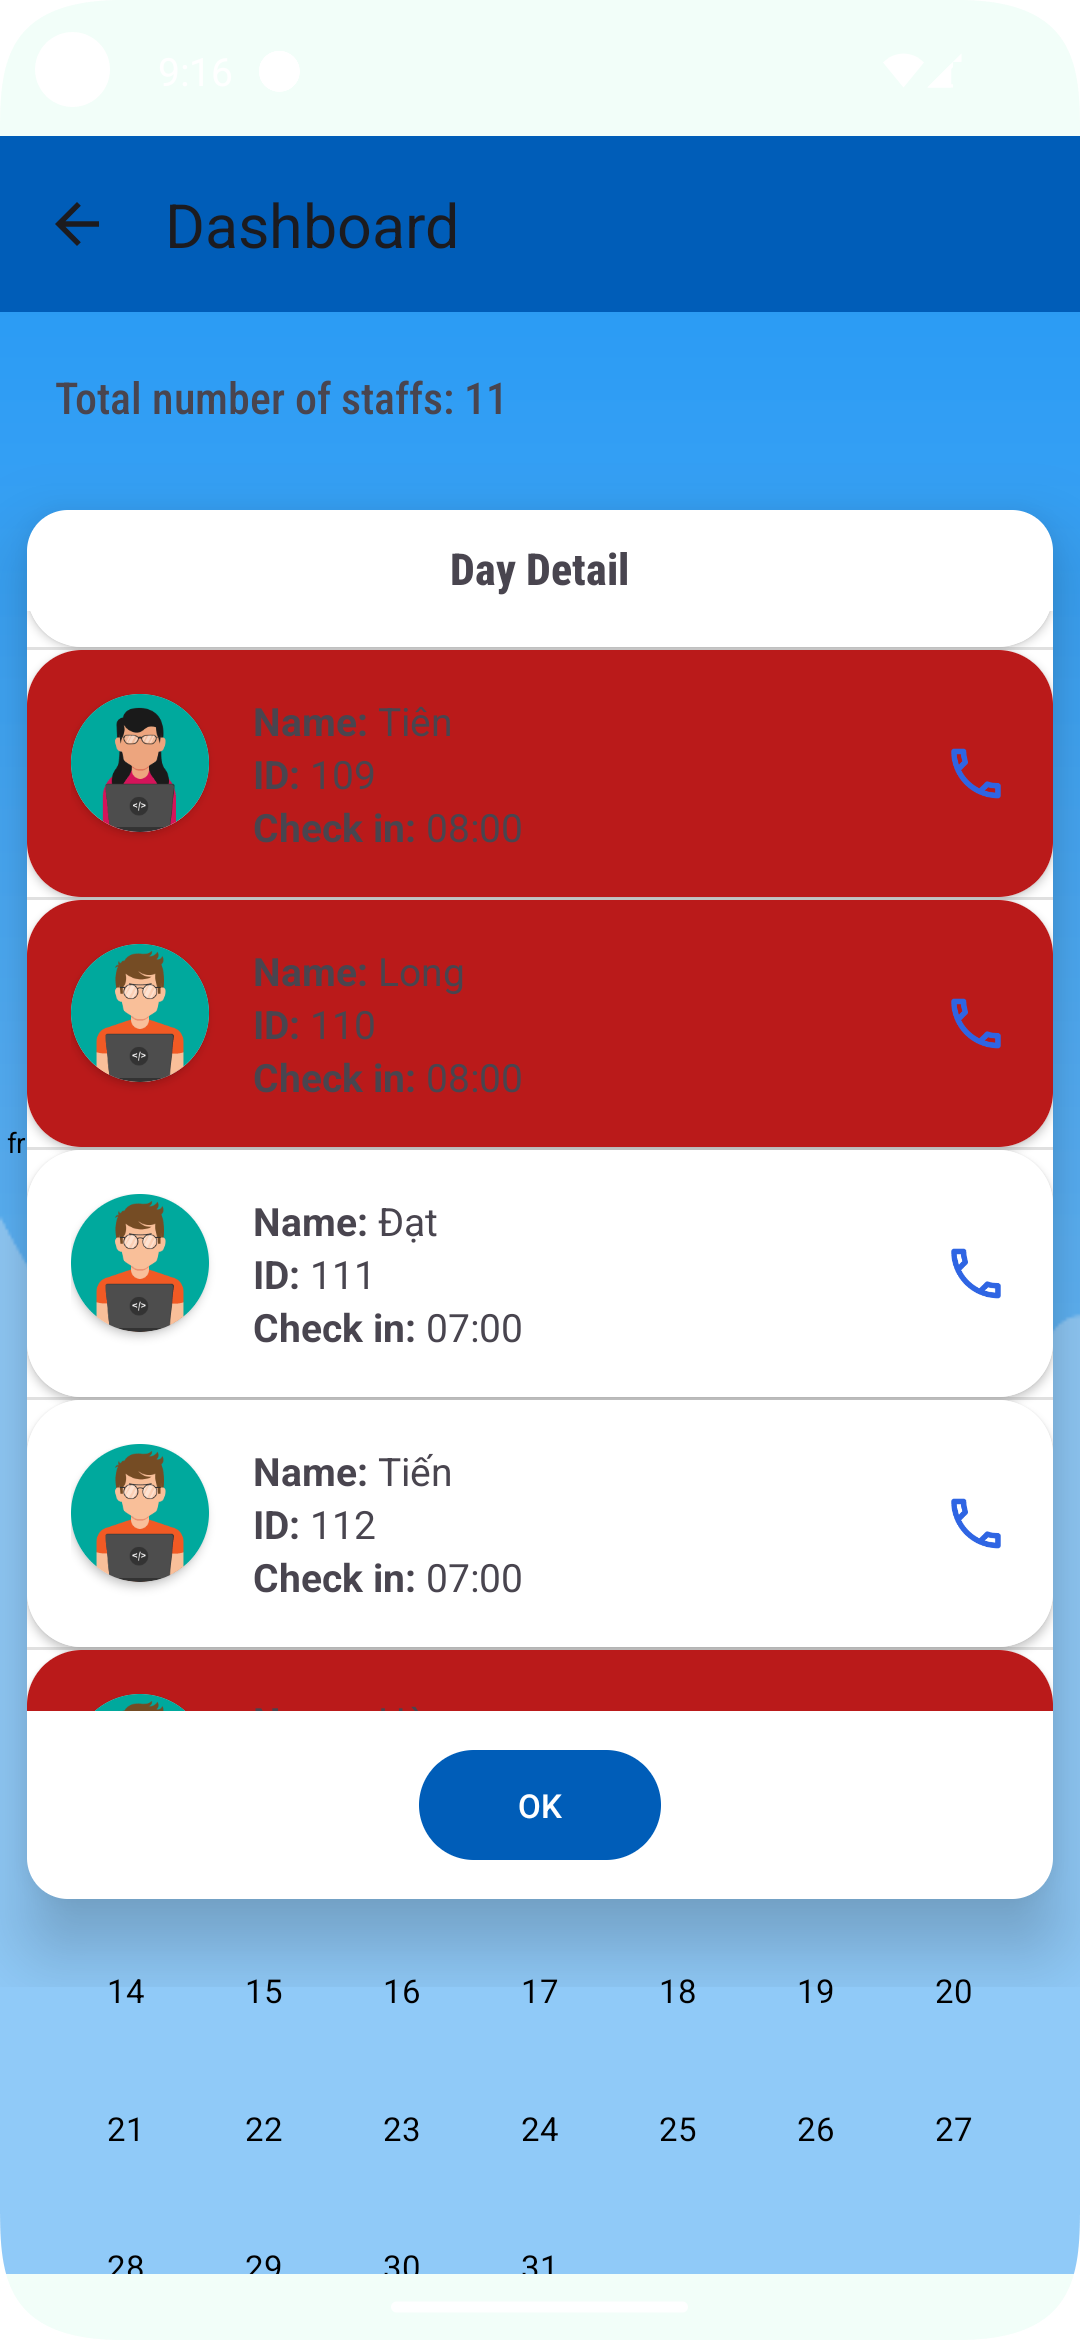 9:16
Dashboard
Total number of staffs: 11
Day Detail
Name: Tiên
ID: 109
Check in: 08:00
Name: Long
ID: 110
Check in: 08:00
fr
Name: Đạt
ID: 111
Check in: 07:00
Name: Tiến
ID: 112
Check in: 07:00
OK
14 15 16 17 18 19 20
21 22 23 24 25 26 27
28 29 30 31